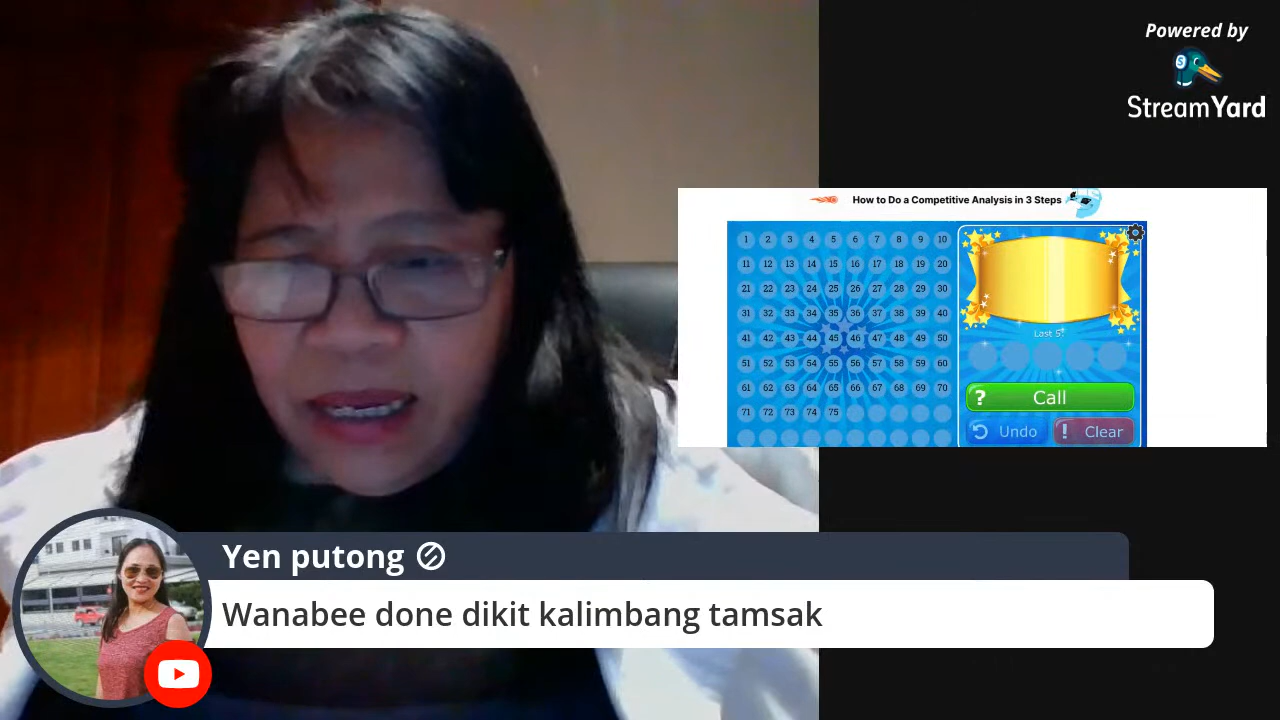 Powered by
StreamYard
How to Do a Competitive Analysis in 3 Steps
1 2 3 4 5 6 7 8 9 10
11 12 13 14 15 16 17 18 19 20
21 22 23 24 25 26 27 28 29 30
31 32 33 34 35 36 37 38 39 40
41 42 43 44 45 46 47 48 49 50
51 52 53 54 55 56 57 58 59 60
61 62 63 64 65 66 67 68 69 70
71 72 73 74 75
Last 5:
? Call
Undo ! Clear
Yen putong
Wanabee done dikit kalimbang tamsak